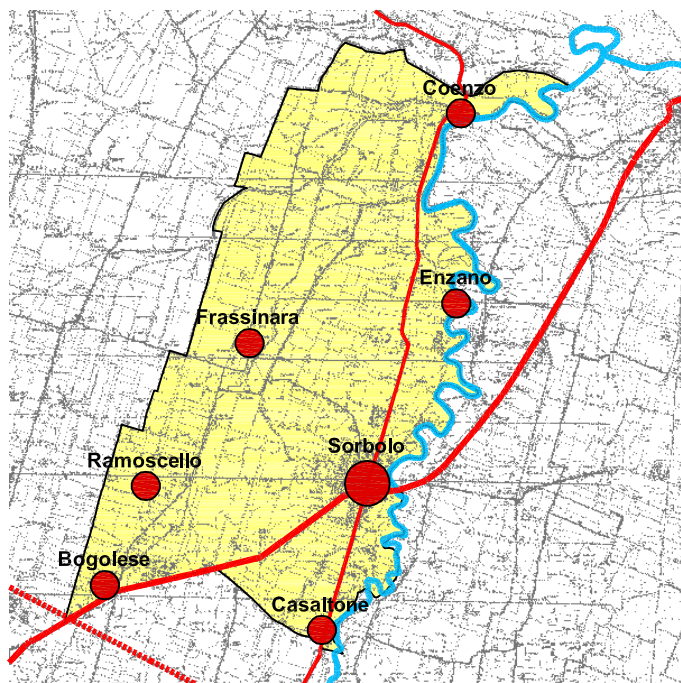 Coenzo
Enzano
Frassinara
Sorbolo
Ramoscello
Bogolese
Casaltone